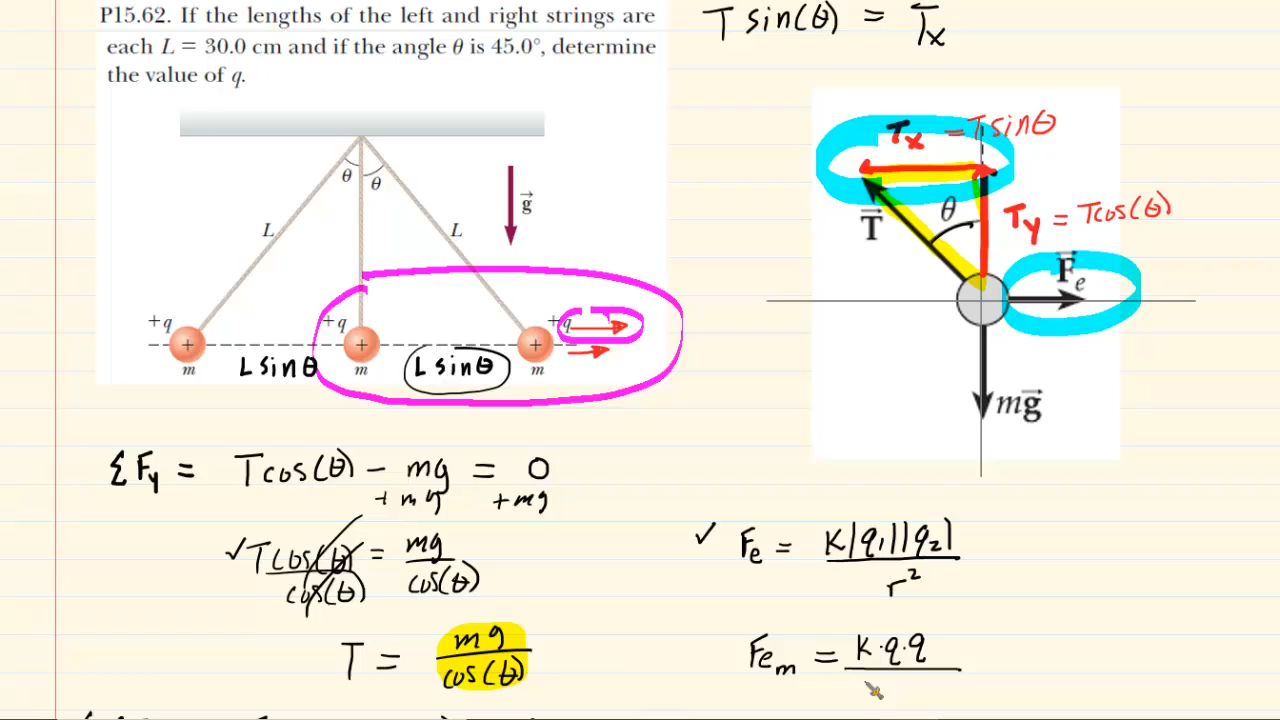 P15.62. If the lengths of the left and right strings are
each L = 30.0 cm and if the angle θ is 45.0°, determine
the value of q.
T sin(θ) = Tx
Tx = T sinθ
θ θ
g
L L
T
θ
Ty = Tcos(θ)
Fe
+q +q +q
+ + +
L sinθ L sinθ
m m m
mg
ΣFy = Tcos(θ) - mg = 0
+mg +mg
✓Tcos(θ) = mg
cos(θ) cos(θ)
T = mg
cos(θ)
✓ Fe = K|q1||q2|
r²
Fem = K·q·q